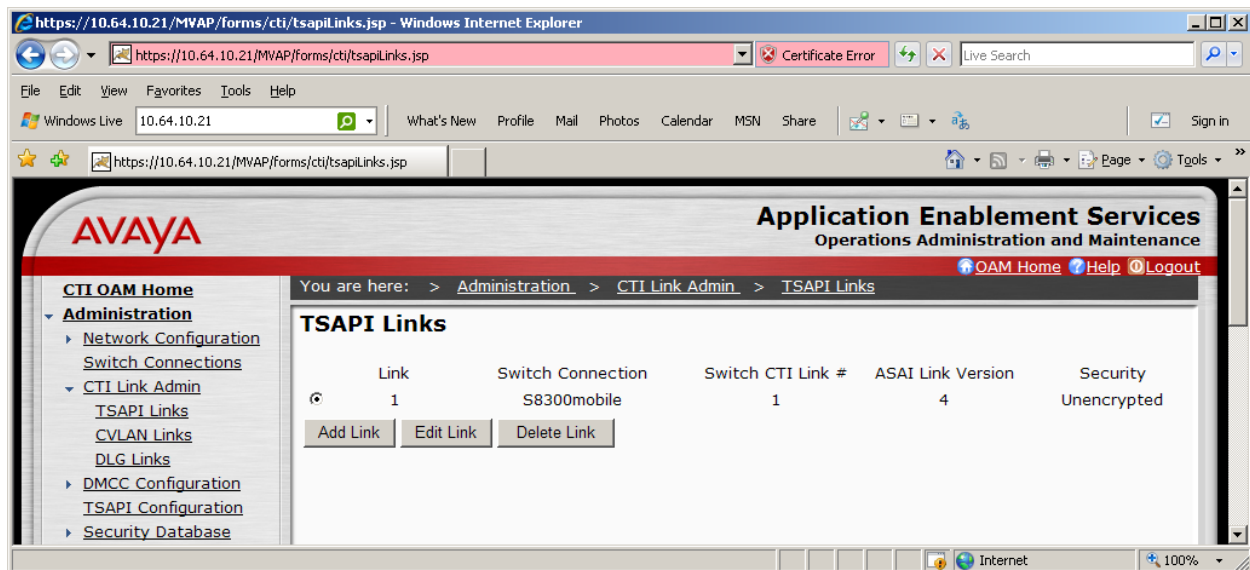 https://10.64.10.21/MVAP/forms/cti/tsapiLinks.jsp - Windows Internet Explorer
https://10.64.10.21/MVAP/forms/cti/tsapiLinks.jsp
Certificate Error
Live Search
File Edit View Favorites Tools Help
Windows Live 10.64.10.21 What's New Profile Mail Photos Calendar MSN Share Sign in
https://10.64.10.21/MVAP/forms/cti/tsapiLinks.jsp
Page Tools »
AVAYA
Application Enablement Services
Operations Administration and Maintenance
OAM Home Help Logout
CTI OAM Home
Administration
Network Configuration
Switch Connections
CTI Link Admin
TSAPI Links
CVLAN Links
DLG Links
DMCC Configuration
TSAPI Configuration
Security Database
You are here: > Administration > CTI Link Admin > TSAPI Links
TSAPI Links
Link Switch Connection Switch CTI Link # ASAI Link Version Security
1 S8300mobile 1 4 Unencrypted
Add Link Edit Link Delete Link
Internet 100%